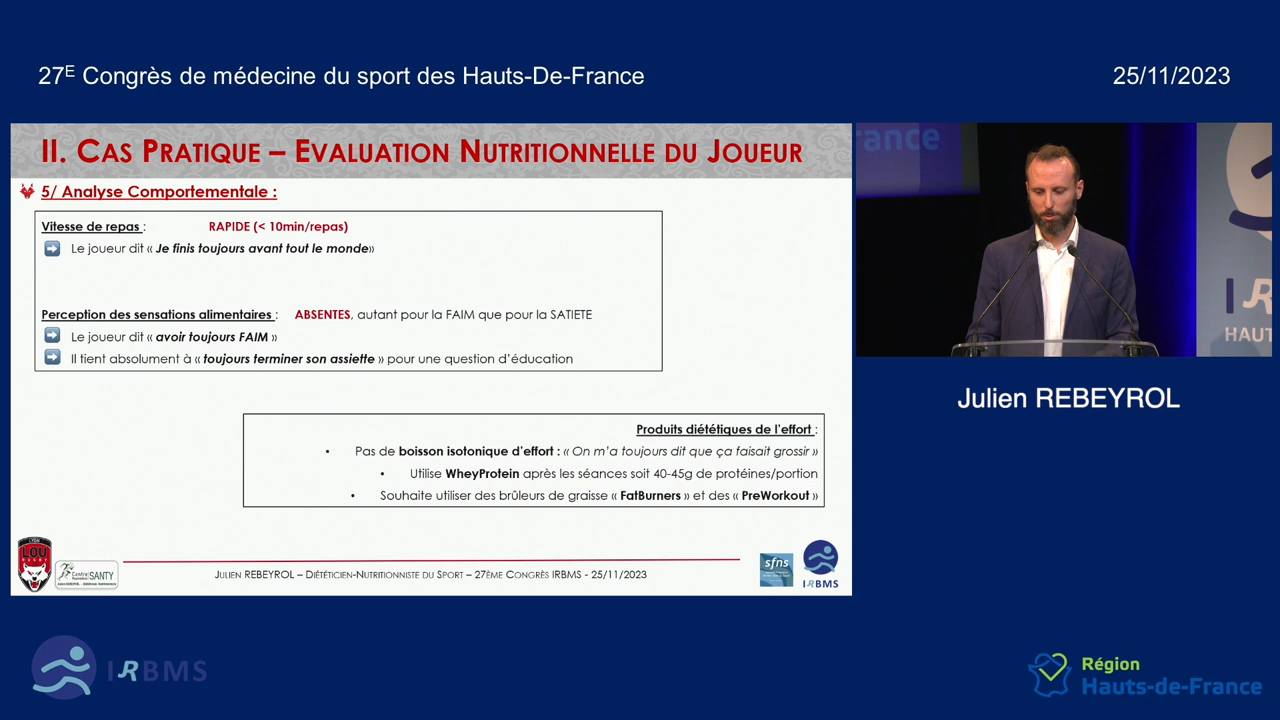 27E Congrès de médecine du sport des Hauts-De-France
25/11/2023
II. Cas Pratique – Evaluation Nutritionnelle du Joueur
5/ Analyse Comportementale :
Vitesse de repas : RAPIDE (< 10min/repas)
Le joueur dit « Je finis toujours avant tout le monde»
Perception des sensations alimentaires : ABSENTES, autant pour la FAIM que pour la SATIETE
Le joueur dit « avoir toujours FAIM »
Il tient absolument à « toujours terminer son assiette » pour une question d'éducation
Produits diététiques de l'effort :
• Pas de boisson isotonique d'effort : « On m'a toujours dit que ça faisait grossir »
• Utilise WheyProtein après les séances soit 40-45g de protéines/portion
• Souhaite utiliser des brûleurs de graisse « FatBurners » et des « PreWorkout »
LYON
LOU
RUGBY
SANTY
Julien REBEYROL – Diététicien-Nutritionniste du Sport – 27ème Congrès IRBMS - 25/11/2023
sfns
IRBMS
rance
I R
HAUT
Julien REBEYROL
IRBMS
Région
Hauts-de-France